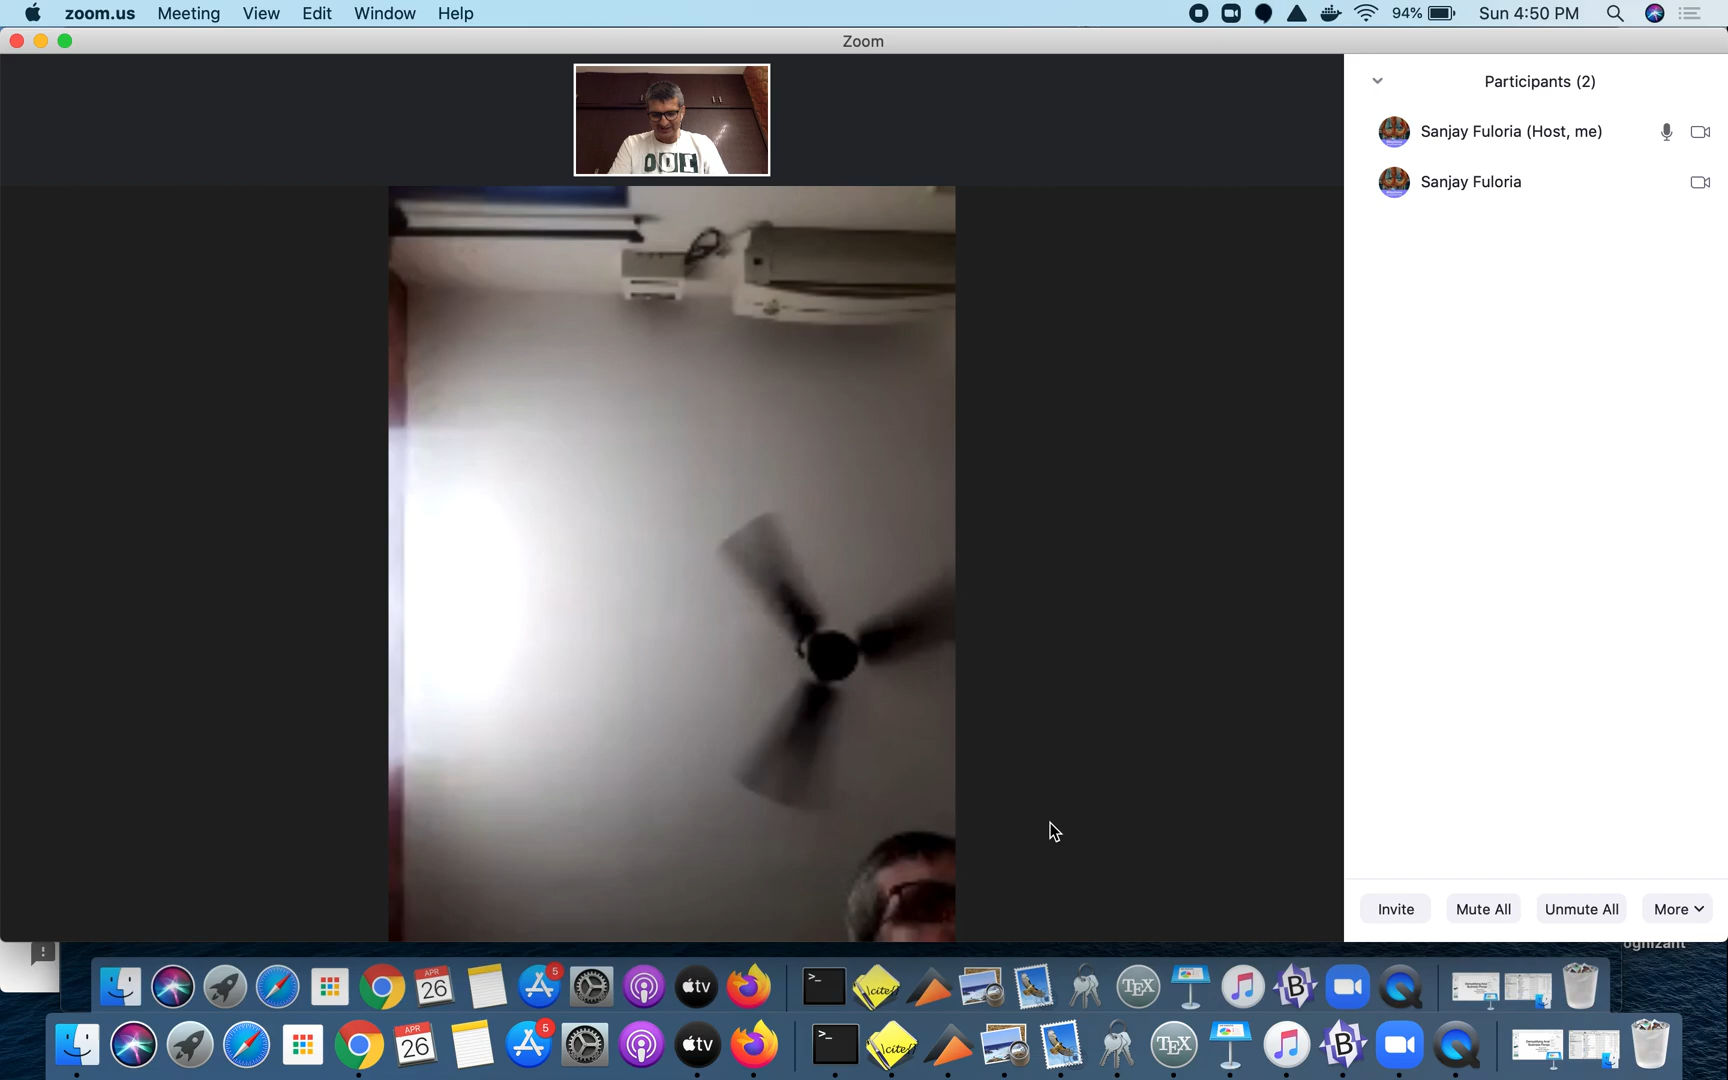 zoom.us Meeting View Edit Window Help 94% Sun 4:50 PM
Zoom
Participants (2)
Sanjay Fuloria (Host, me)
Sanjay Fuloria
Invite Mute All Unmute All More
ognizant
APR 26 5 tv >_ \cite{} TEX B
APR 26 5 tv >_ \cite{} TEX B